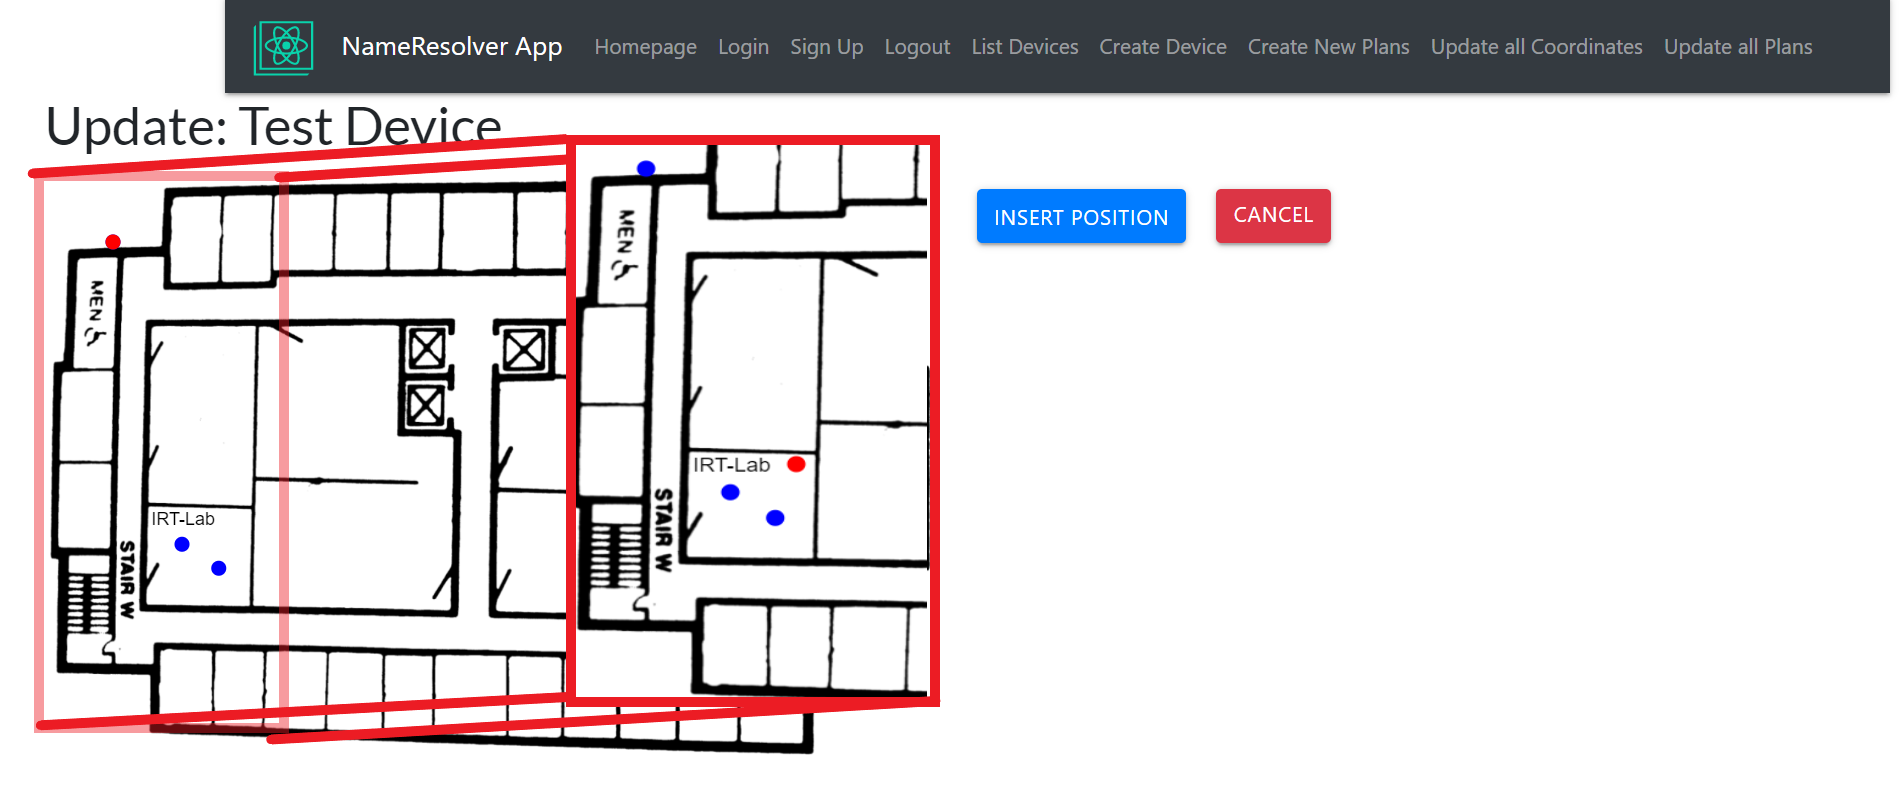 NameResolver App Homepage Login Sign Up Logout List Devices Create Device Create New Plans Update all Coordinates Update all Plans
Update: Test Device
INSERT POSITION CANCEL
MEN
IRT-Lab
STAIR W
MEN
IRT-Lab
STAIR W